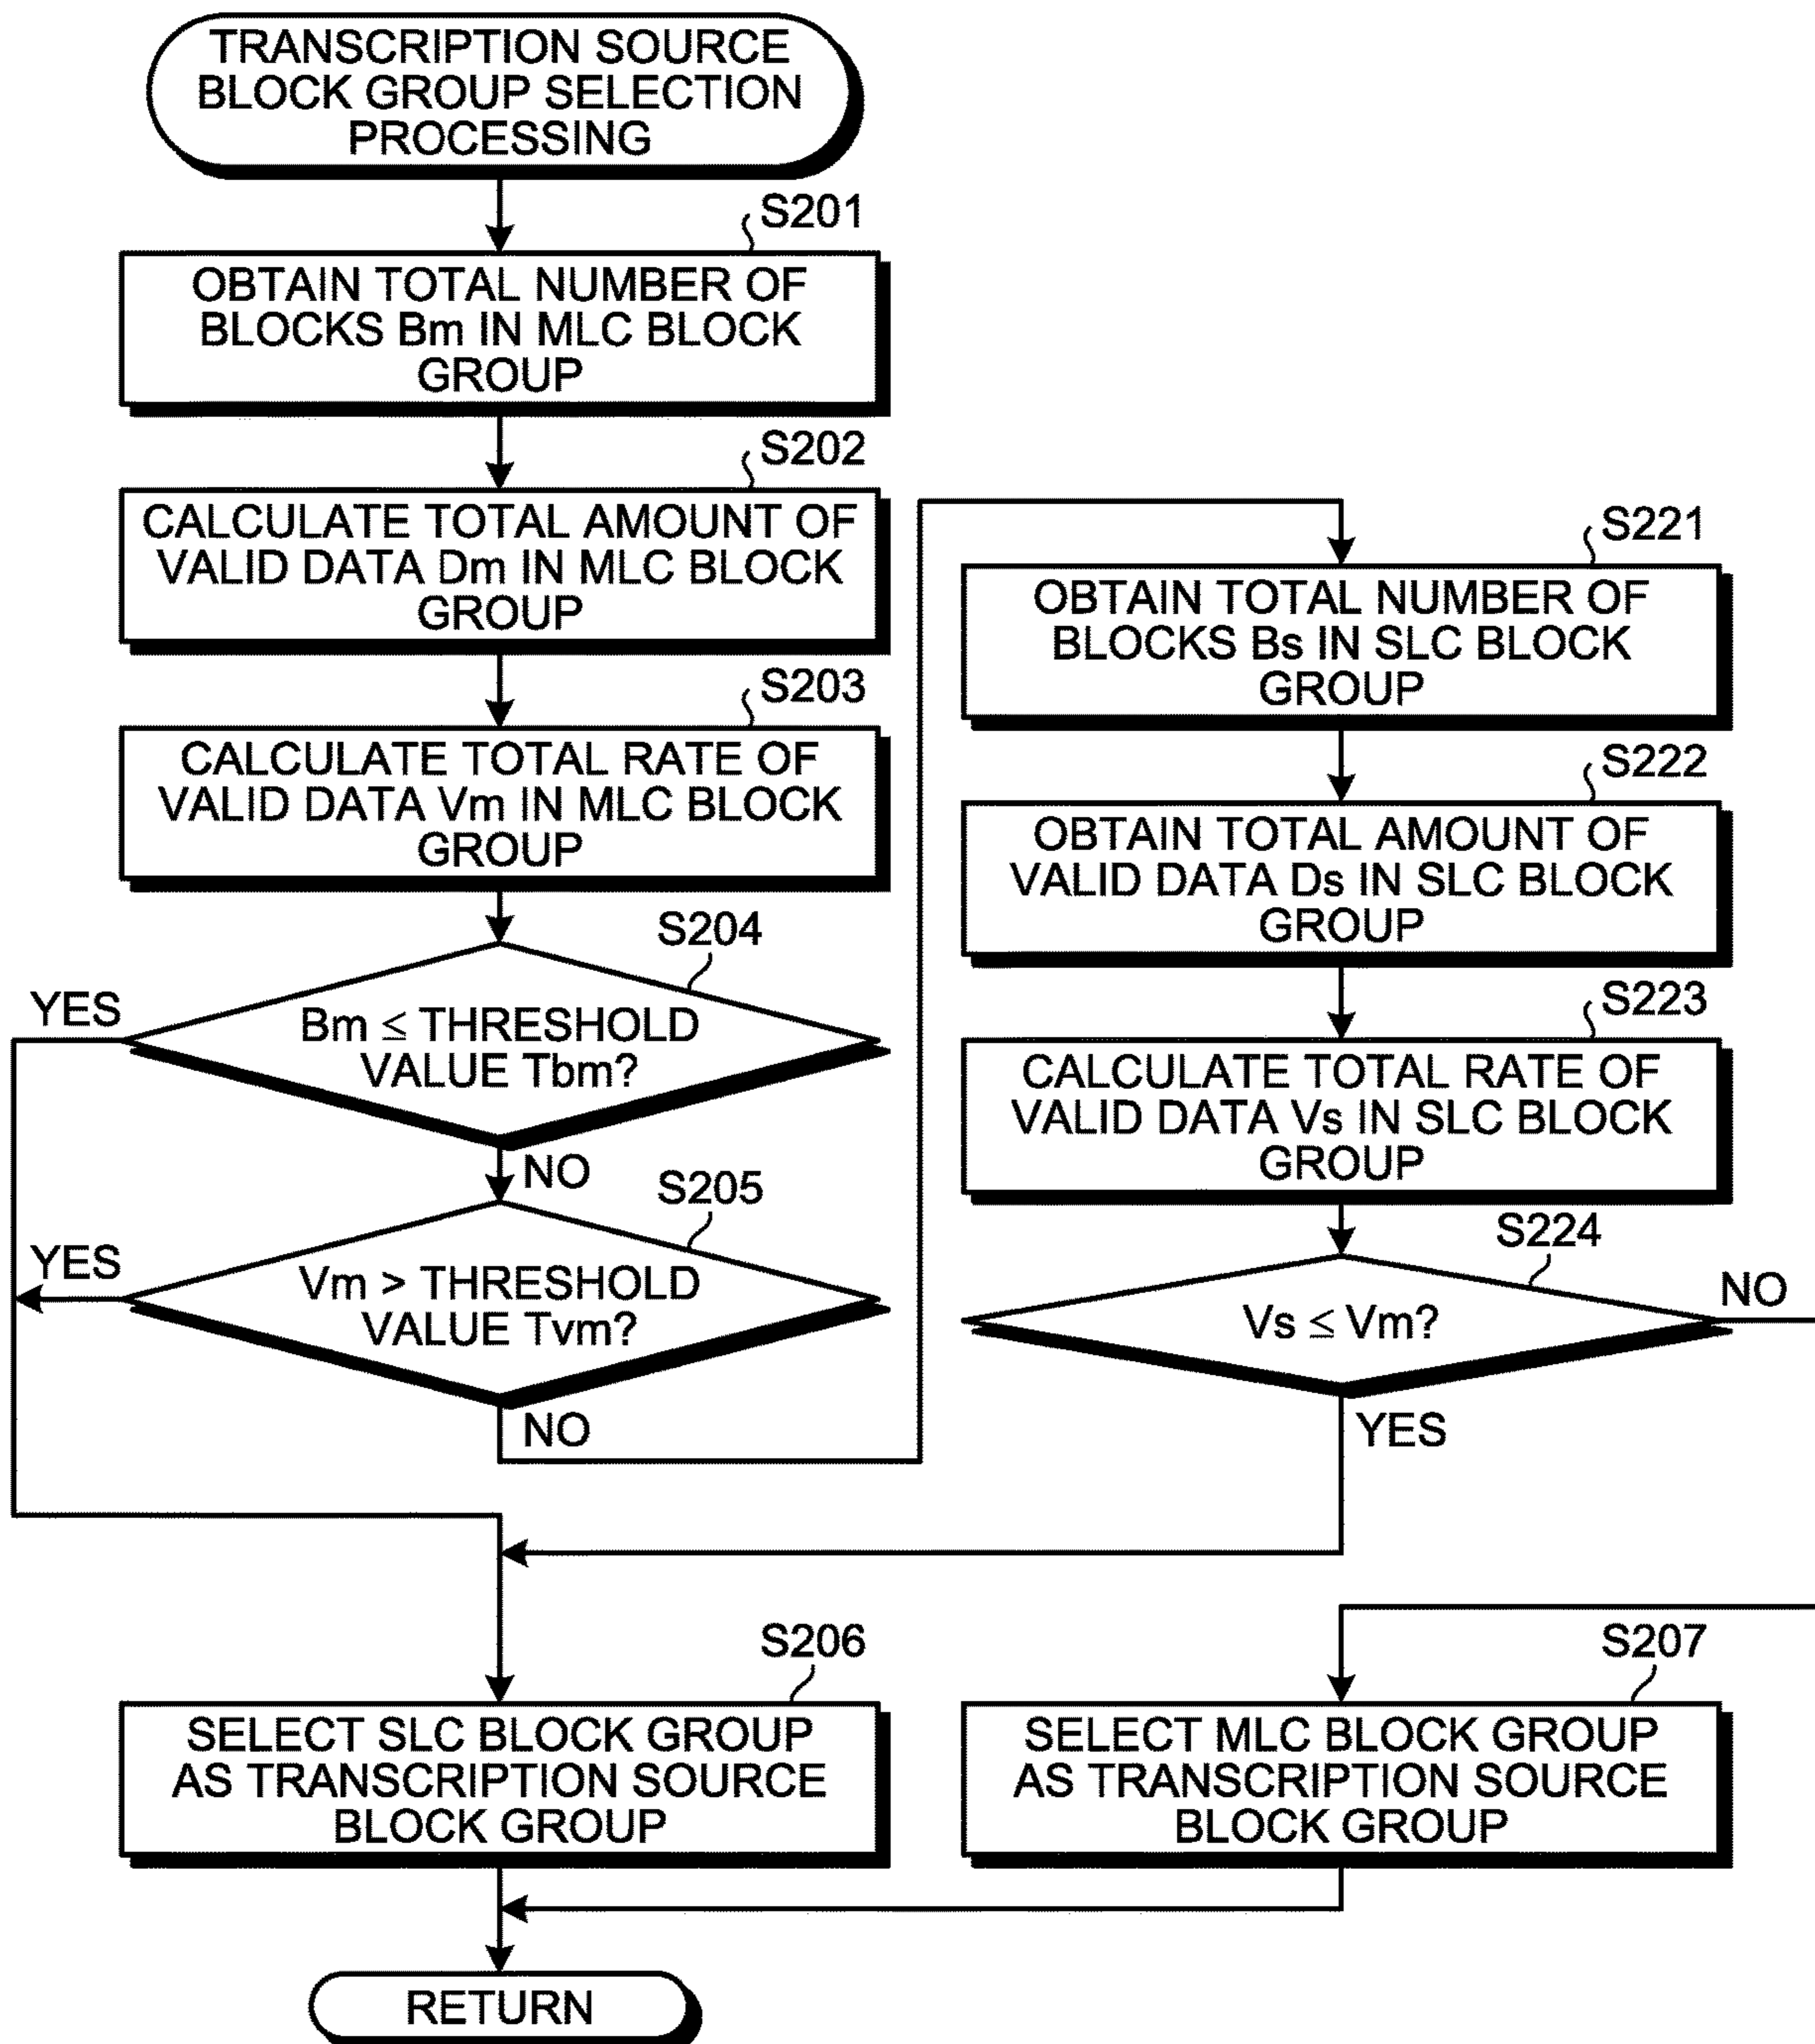 TRANSCRIPTION SOURCE
BLOCK GROUP SELECTION
PROCESSING
S201
OBTAIN TOTAL NUMBER OF
BLOCKS Bm IN MLC BLOCK
GROUP
S202
CALCULATE TOTAL AMOUNT OF
VALID DATA Dm IN MLC BLOCK
GROUP
S203
CALCULATE TOTAL RATE OF
VALID DATA Vm IN MLC BLOCK
GROUP
S204
YES
Bm ≤ THRESHOLD
VALUE Tbm?
NO
S205
YES
Vm > THRESHOLD
VALUE Tvm?
NO
S221
OBTAIN TOTAL NUMBER OF
BLOCKS Bs IN SLC BLOCK
GROUP
S222
OBTAIN TOTAL AMOUNT OF
VALID DATA Ds IN SLC BLOCK
GROUP
S223
CALCULATE TOTAL RATE OF
VALID DATA Vs IN SLC BLOCK
GROUP
S224
NO
Vs ≤ Vm?
YES
S206
SELECT SLC BLOCK GROUP
AS TRANSCRIPTION SOURCE
BLOCK GROUP
S207
SELECT MLC BLOCK GROUP
AS TRANSCRIPTION SOURCE
BLOCK GROUP
RETURN